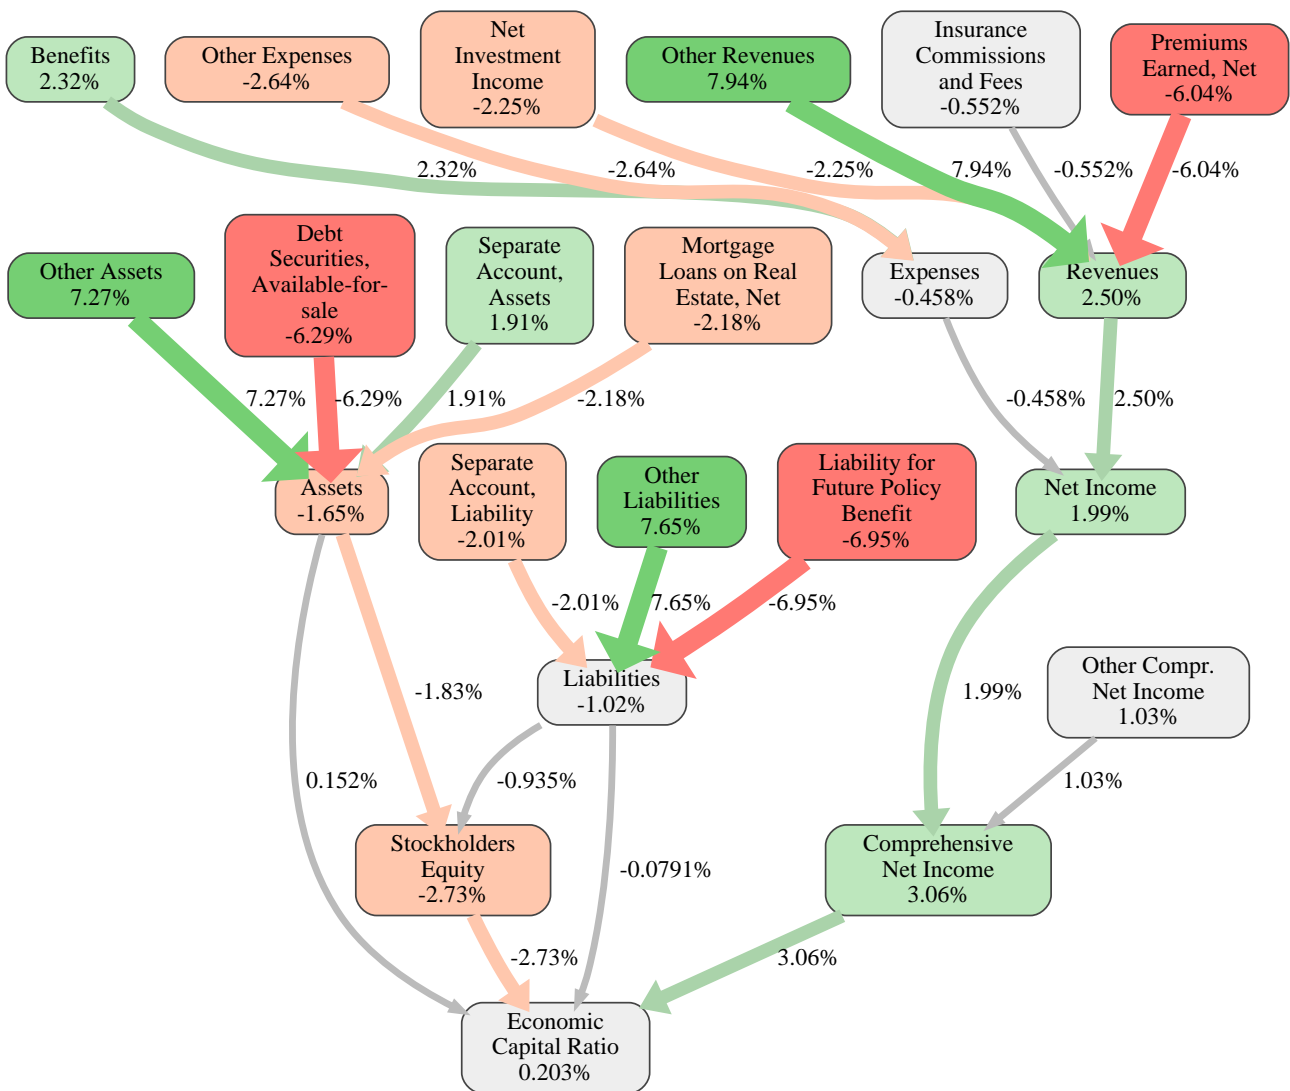 Benefits
2.32%
Other Expenses
-2.64%
Net
Investment
Income
-2.25%
Other Revenues
7.94%
Insurance
Commissions
and Fees
-0.552%
Premiums
Earned, Net
-6.04%
2.32%
-2.64%
-2.25%
7.94%
-0.552%
-6.04%
Other Assets
7.27%
Debt
Securities,
Available-for-
sale
-6.29%
Separate
Account,
Assets
1.91%
Mortgage
Loans on Real
Estate, Net
-2.18%
Expenses
-0.458%
Revenues
2.50%
7.27%
-6.29%
1.91%
-2.18%
-0.458%
2.50%
Assets
-1.65%
Separate
Account,
Liability
-2.01%
Other
Liabilities
7.65%
Liability for
Future Policy
Benefit
-6.95%
Net Income
1.99%
-2.01%
7.65%
-6.95%
Liabilities
-1.02%
Other Compr.
Net Income
1.03%
-1.83%
1.99%
0.152%
-0.935%
1.03%
Stockholders
Equity
-2.73%
-0.0791%
Comprehensive
Net Income
3.06%
-2.73%
3.06%
Economic
Capital Ratio
0.203%